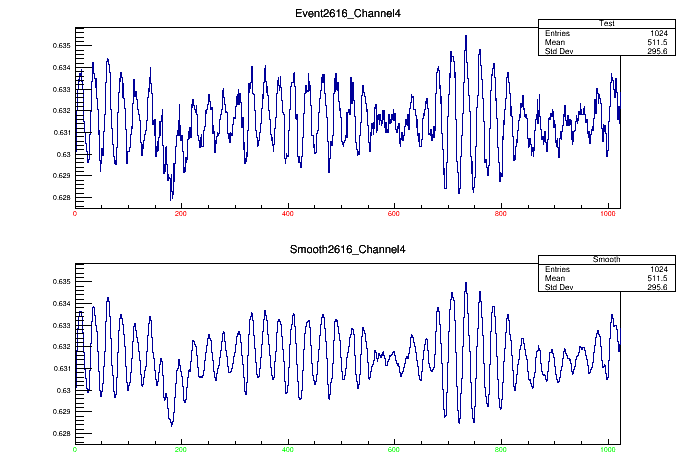 Event2616_Channel4
Test
Entries 1024
Mean 511.5
Std Dev 295.6
0.635
0.634
0.633
0.632
0.631
0.63
0.629
0.628
0 200 400 600 800 1000
Smooth2616_Channel4
Smooth
Entries 1024
Mean 511.5
Std Dev 295.6
0.635
0.634
0.633
0.632
0.631
0.63
0.629
0.628
0 200 400 600 800 1000